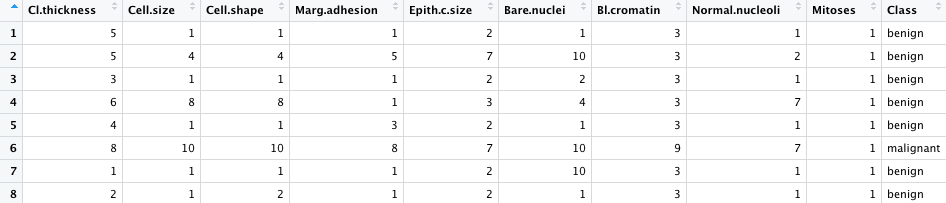 Cl.thickness Cell.size Cell.shape Marg.adhesion Epith.c.size Bare.nuclei Bl.cromatin Normal.nucleoli Mitoses Class
1 5 1 1 1 2 1 3 1 1 benign
2 5 4 4 5 7 10 3 2 1 benign
3 3 1 1 1 2 2 3 1 1 benign
4 6 8 8 1 3 4 3 7 1 benign
5 4 1 1 3 2 1 3 1 1 benign
6 8 10 10 8 7 10 9 7 1 malignant
7 1 1 1 1 2 10 3 1 1 benign
8 2 1 2 1 2 1 3 1 1 benign